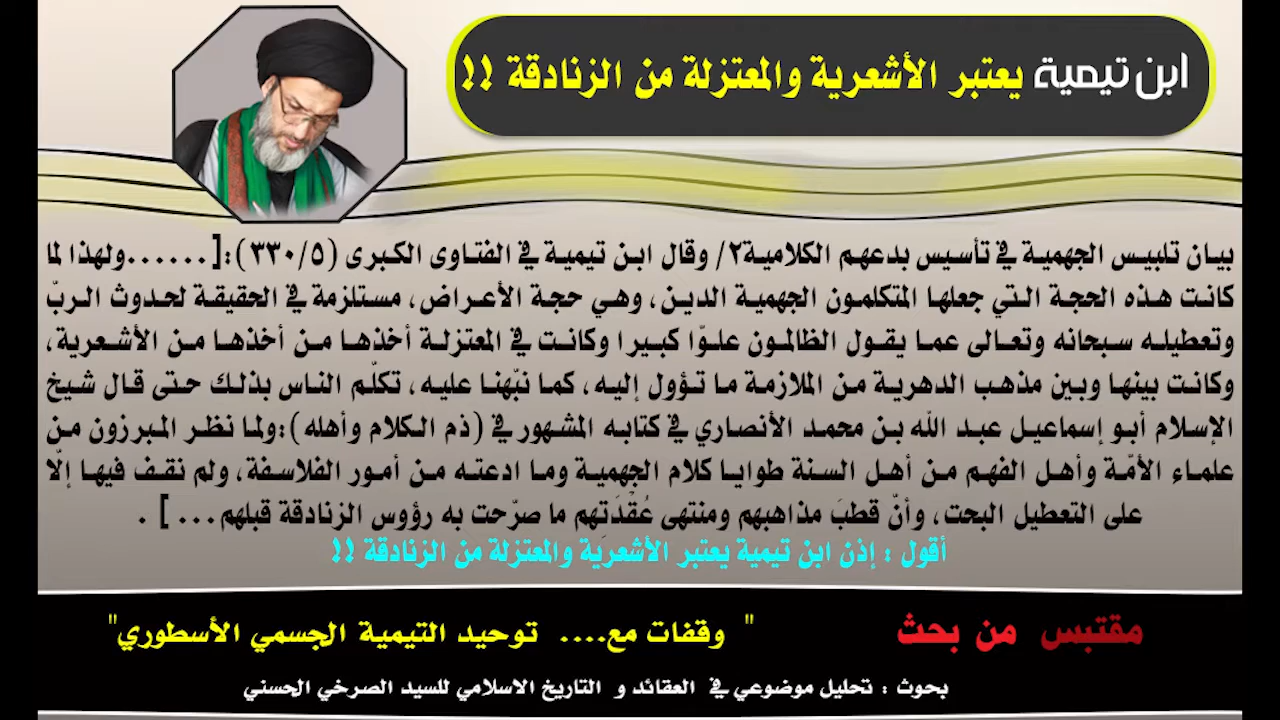 ابن تيمية يعتبر الأشعرية والمعتزلة من الزنادقة !!
بيان تلبيس الجهمية في تأسيس بدعهم الكلامية٢/ وقال ابن تيمية في الفتاوى الكبرى (٣٣٠/٥):[......ولهذا لما
كانت هذه الحجة التي جعلها المتكلمون الجهمية الدين، وهي حجة الأعراض، مستلزمة في الحقيقة لحدوث الربّ
وتعطيله سبحانه وتعالى عما يقول الظالمون علوّا كبيرا وكانت في المعتزلة أخذها من أخذها من الأشعرية،
وكانت بينها وبين مذهب الدهرية من الملازمة ما تؤول إليه، كما نبّهنا عليه، تكلّم الناس بذلك حتى قال شيخ
الإسلام أبو إسماعيل عبد الله بن محمد الأنصاري في كتابه المشهور في (ذم الكلام وأهله):ولما نظر المبرزون من
علماء الأمّة وأهل الفهم من أهل السنة طوايا كلام الجهمية وما ادعته من أمور الفلاسفة، ولم نقف فيها إلّا
على التعطيل البحت، وأنّ قطبَ مذاهبهم ومنتهى عُقْدَتِهم ما صرّحت به رؤوس الزنادقة قبلهم... ] .
أقول : إذن ابن تيمية يعتبر الأشعرية والمعتزلة من الزنادقة !!
مقتبس من بحث " وقفات مع.... توحيد التيمية الجسمي الأسطوري"
بحوث : تحليل موضوعي في العقائد و التاريخ الاسلامي للسيد الصرخي الحسني